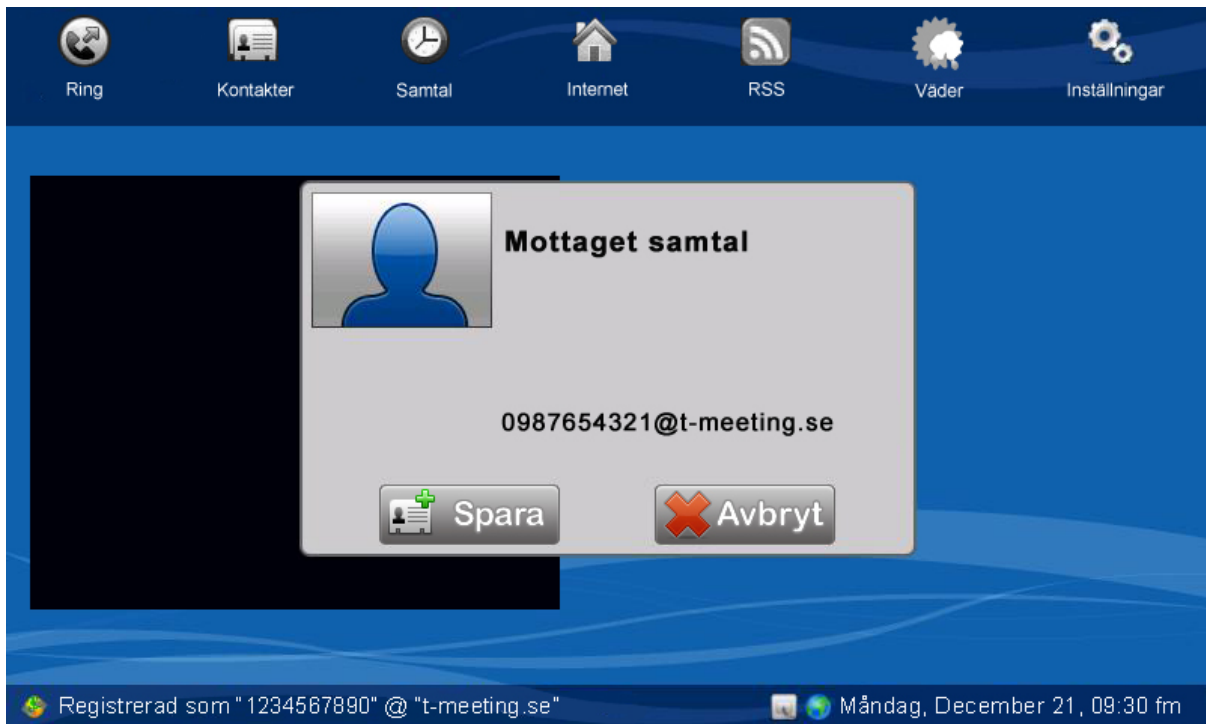 Ring Kontakter Samtal Internet RSS Väder Inställningar
Mottaget samtal
0987654321@t-meeting.se
Spara Avbryt
Registrerad som "1234567890" @ "t-meeting.se" Måndag, December 21, 09:30 fm